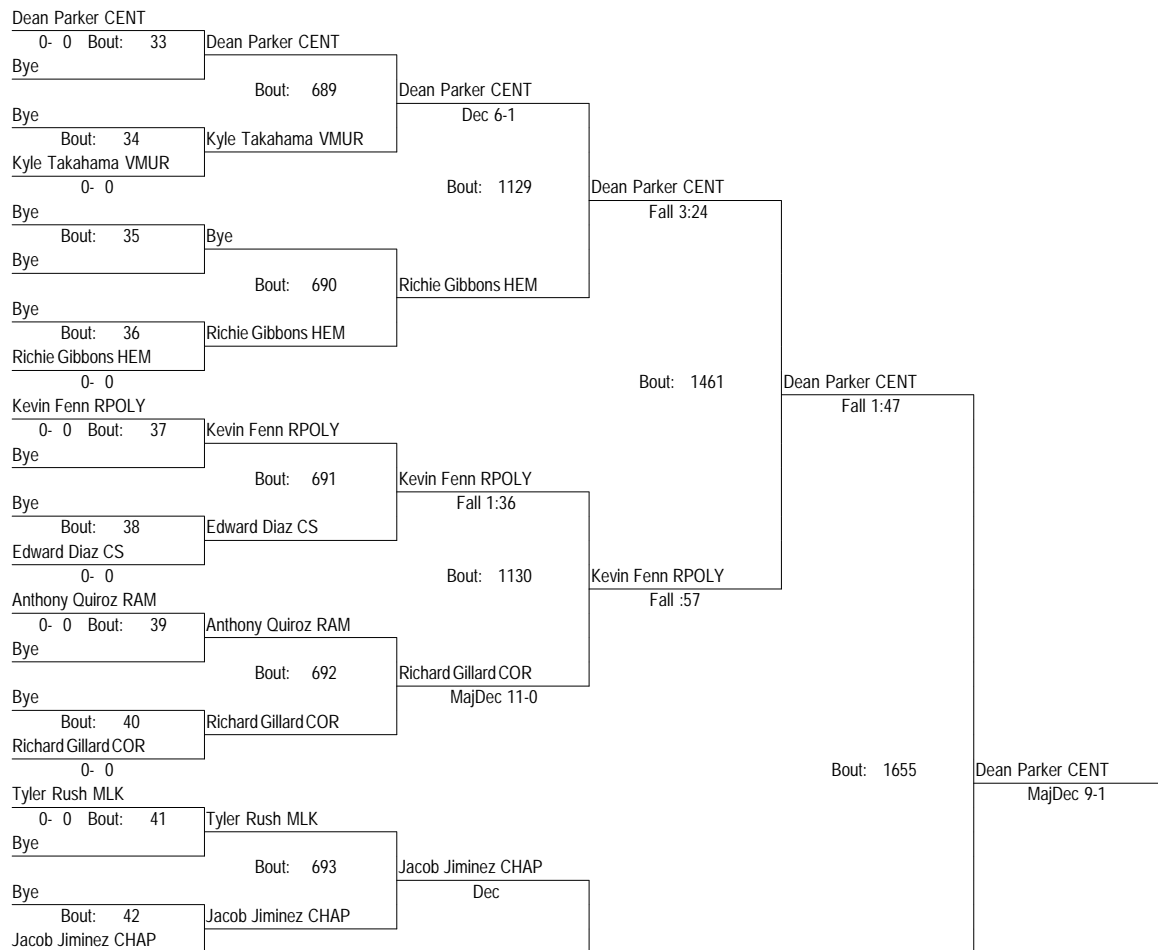 Dean Parker CENT
0- 0 Bout: 33 Dean Parker CENT
Bye
Bout: 689 Dean Parker CENT
Bye Dec 6-1
Bout: 34 Kyle Takahama VMUR
Kyle Takahama VMUR
0- 0 Bout: 1129 Dean Parker CENT
Bye Fall 3:24
Bout: 35 Bye
Bye
Bout: 690 Richie Gibbons HEM
Bye
Bout: 36 Richie Gibbons HEM
Richie Gibbons HEM
0- 0 Bout: 1461 Dean Parker CENT
Kevin Fenn RPOLY Fall 1:47
0- 0 Bout: 37 Kevin Fenn RPOLY
Bye
Bout: 691 Kevin Fenn RPOLY
Bye Fall 1:36
Bout: 38 Edward Diaz CS
Edward Diaz CS
0- 0 Bout: 1130 Kevin Fenn RPOLY
Anthony Quiroz RAM Fall :57
0- 0 Bout: 39 Anthony Quiroz RAM
Bye
Bout: 692 Richard Gillard COR
Bye MajDec 11-0
Bout: 40 Richard Gillard COR
Richard Gillard COR
0- 0 Bout: 1655 Dean Parker CENT
Tyler Rush MLK MajDec 9-1
0- 0 Bout: 41 Tyler Rush MLK
Bye
Bout: 693 Jacob Jiminez CHAP
Bye Dec
Bout: 42 Jacob Jiminez CHAP
Jacob Jiminez CHAP